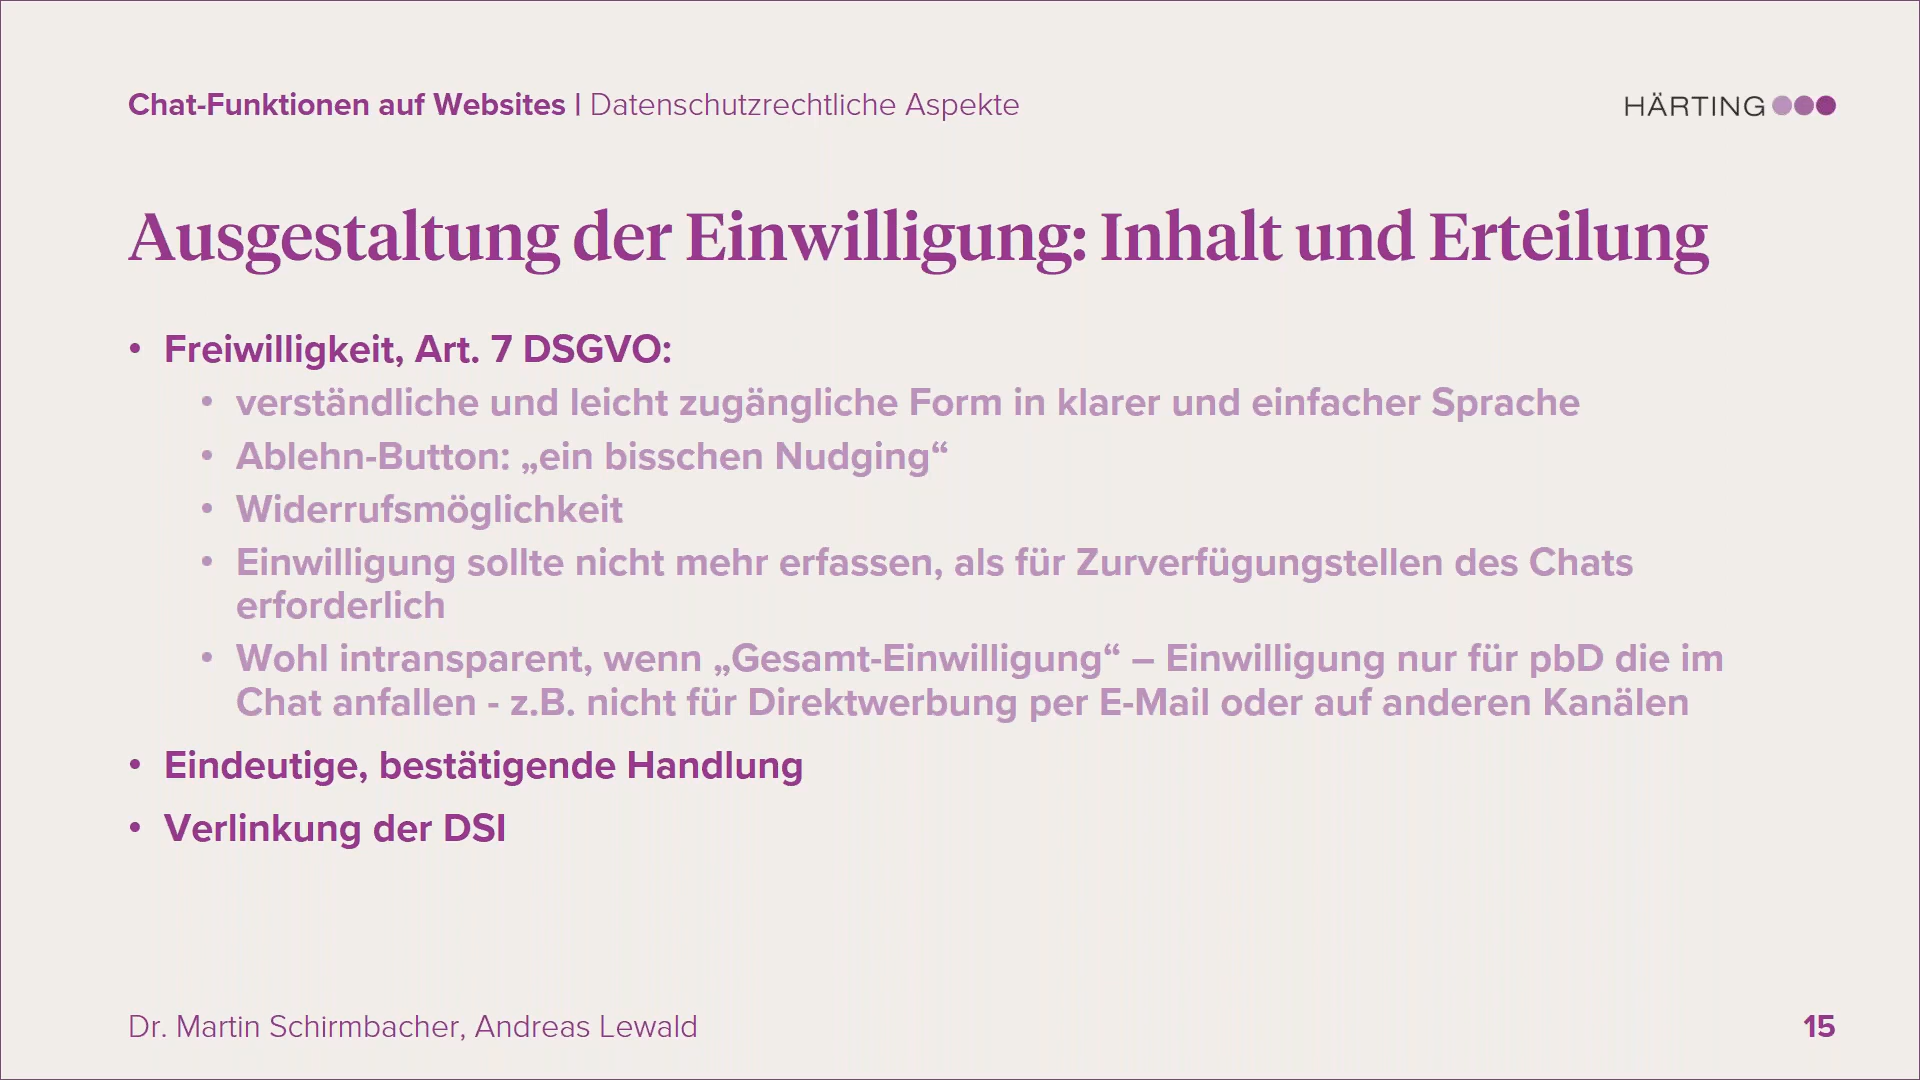 Chat-Funktionen auf Websites | Datenschutzrechtliche Aspekte
HÄRTING
Ausgestaltung der Einwilligung: Inhalt und Erteilung
• Freiwilligkeit, Art. 7 DSGVO:
• verständliche und leicht zugängliche Form in klarer und einfacher Sprache
• Ablehn-Button: „ein bisschen Nudging“
• Widerrufsmöglichkeit
• Einwilligung sollte nicht mehr erfassen, als für Zurverfügungstellen des Chats
erforderlich
• Wohl intransparent, wenn „Gesamt-Einwilligung“ – Einwilligung nur für pbD die im
Chat anfallen - z.B. nicht für Direktwerbung per E-Mail oder auf anderen Kanälen
• Eindeutige, bestätigende Handlung
• Verlinkung der DSI
Dr. Martin Schirmbacher, Andreas Lewald
15